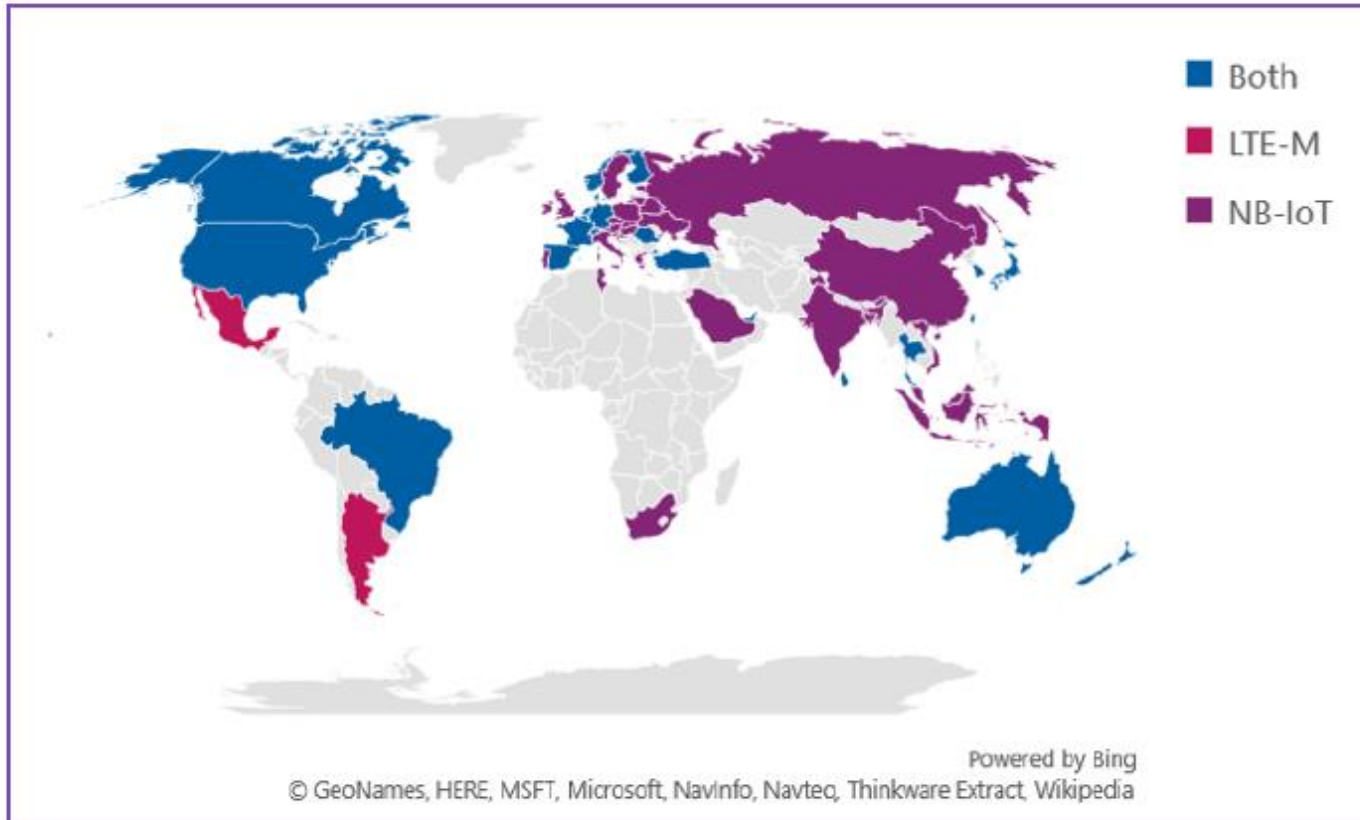 Both
LTE-M
NB-IoT
Powered by Bing
© GeoNames, HERE, MSFT, Microsoft, NavInfo, Navteq, Thinkware Extract, Wikipedia